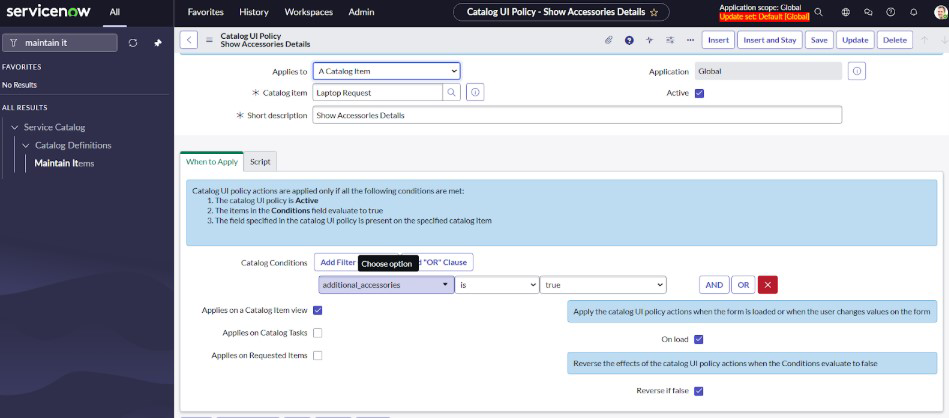 servicenow
All
Favorites
History
Workspaces
Admin
Catalog UI Policy - Show Accessories Details
Application scope: Global
Update set: Default [Global]
maintain it
FAVORITES
No Results
ALL RESULTS
Service Catalog
Catalog Definitions
Maintain Items
Catalog UI Policy
Show Accessories Details
Insert
Insert and Stay
Save
Update
Delete
Applies to
A Catalog Item
Application
Global
Catalog item
Laptop Request
Active
Short description
Show Accessories Details
When to Apply
Script
Catalog UI policy actions are applied only if all the following conditions are met:
1. The catalog UI policy is Active
2. The items in the Conditions field evaluate to true
3. The field specified in the catalog UI policy is present on the specified catalog item
Catalog Conditions
Add Filter
Choose option
"OR" Clause
additional_accessories
is
true
AND
OR
X
Applies on a Catalog Item view
Apply the catalog UI policy actions when the form is loaded or when the user changes values on the form
Applies on Catalog Tasks
On load
Applies on Requested Items
Reverse the effects of the catalog UI policy actions when the Conditions evaluate to false
Reverse if false